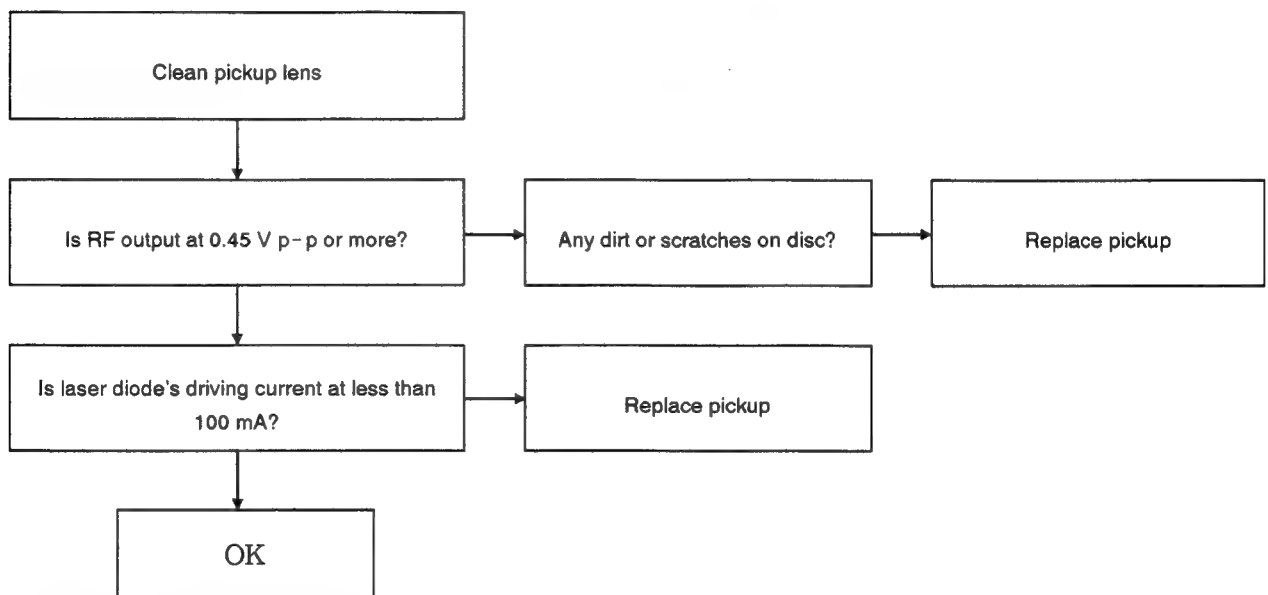 Clean pickup lens
Is RF output at 0.45 V p-p or more?
Any dirt or scratches on disc?
Replace pickup
Is laser diode's driving current at less than
100 mA?
Replace pickup
OK